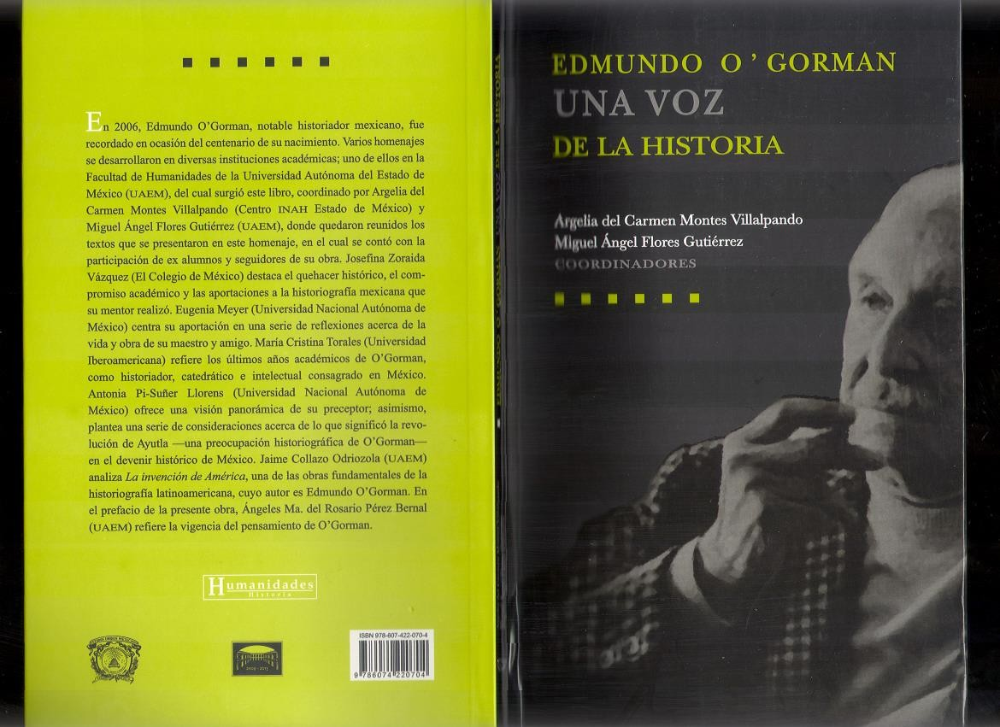 En 2006, Edmundo O’Gorman, notable historiador mexicano, fue
recordado en ocasión del centenario de su nacimiento. Varios homenajes
se desarrollaron en diversas instituciones académicas; uno de ellos en la
Facultad de Humanidades de la Universidad Autónoma del Estado de
México (UAEM), del cual surgió este libro, coordinado por Argelia del
Carmen Montes Villalpando (Centro INAH Estado de México) y
Miguel Ángel Flores Gutiérrez (UAEM), donde quedaron reunidos los
textos que se presentaron en este homenaje, en el cual se contó con la
participación de ex alumnos y seguidores de su obra. Josefina Zoraida
Vázquez (El Colegio de México) destaca el quehacer histórico, el com-
promiso académico y las aportaciones a la historiografía mexicana que
su mentor realizó. Eugenia Meyer (Universidad Nacional Autónoma de
México) centra su aportación en una serie de reflexiones acerca de la
vida y obra de su maestro y amigo. María Cristina Torales (Universidad
Iberoamericana) refiere los últimos años académicos de O’Gorman,
como historiador, catedrático e intelectual consagrado en México.
Antonia Pi-Suñer Llorens (Universidad Nacional Autónoma de
México) ofrece una visión panorámica de su preceptor; asimismo,
plantea una serie de consideraciones acerca de lo que significó la revo-
lución de Ayutla —una preocupación historiográfica de O’Gorman—
en el devenir histórico de México. Jaime Collazo Odriozola (UAEM)
analiza La invención de América, una de las obras fundamentales de la
historiografía latinoamericana, cuyo autor es Edmundo O’Gorman. En
el prefacio de la presente obra, Ángeles Ma. del Rosario Pérez Bernal
(UAEM) refiere la vigencia del pensamiento de O’Gorman.
Humanidades
Historia
2009 - 2013
ISBN 978-607-422-070-4
9 786074 220704
EDMUNDO O’GORMAN UNA VOZ DE LA HISTORIA
EDMUNDO O’GORMAN
UNA VOZ
DE LA HISTORIA
Argelia del Carmen Montes Villalpando
Miguel Ángel Flores Gutiérrez
COORDINADORES